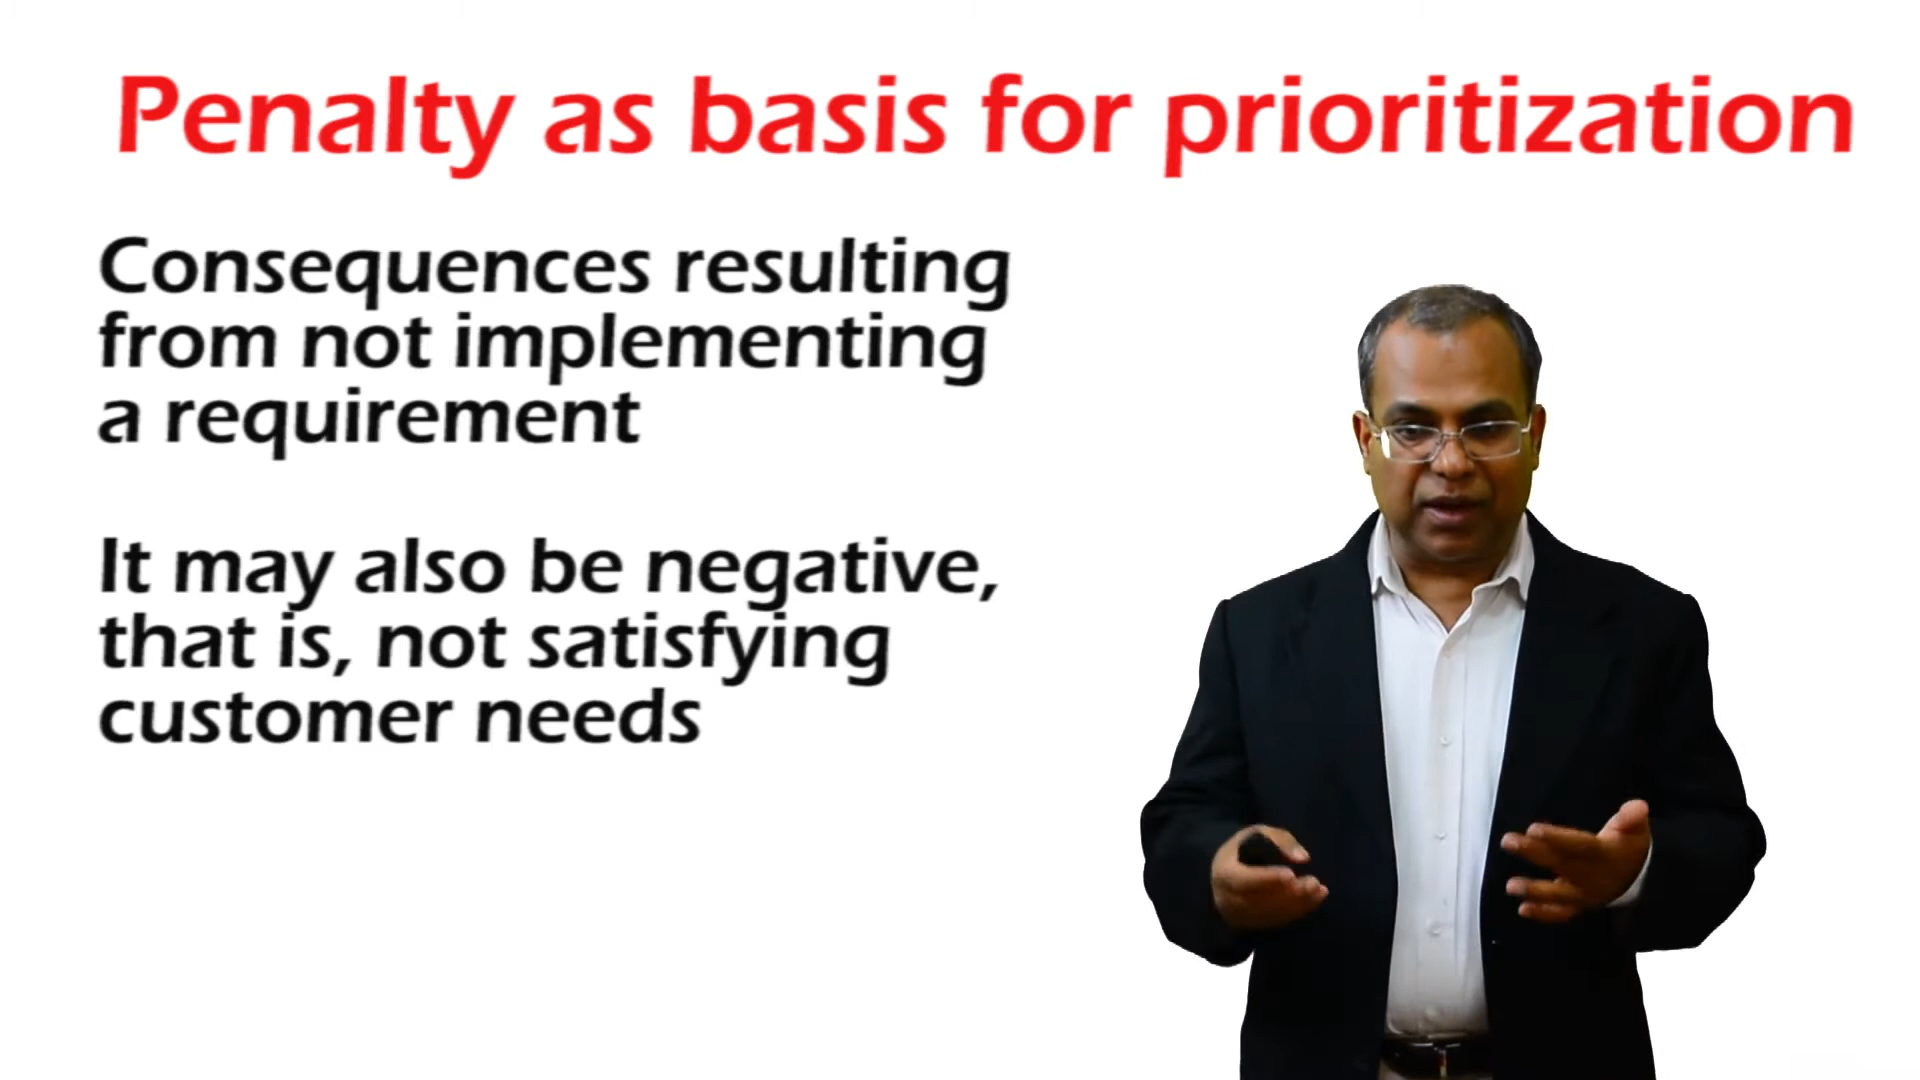 Penalty as basis for prioritization
Consequences resulting
from not implementing
a requirement
It may also be negative,
that is, not satisfying
customer needs